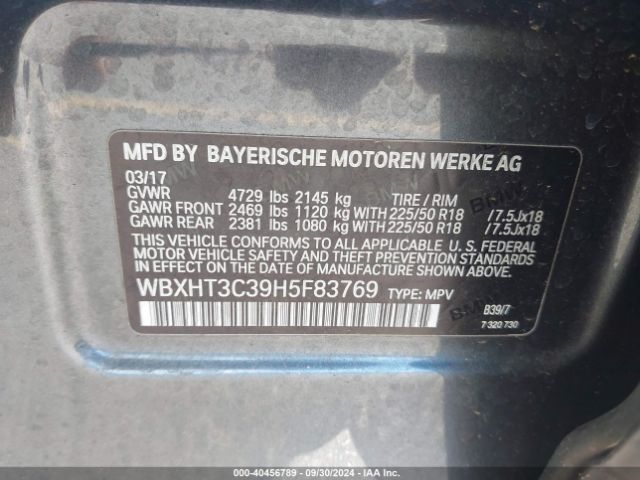 MFD BY BAYERISCHE MOTOREN WERKE AG
03/17
GVWR 4729 lbs 2145 kg TIRE / RIM
GAWR FRONT 2469 lbs 1120 kg WITH 225/50 R18 /7.5Jx18
GAWR REAR 2381 lbs 1080 kg WITH 225/50 R18 /7.5Jx18
THIS VEHICLE CONFORMS TO ALL APPLICABLE U. S. FEDERAL
MOTOR VEHICLE SAFETY AND THEFT PREVENTION STANDARDS
IN EFFECT ON THE DATE OF MANUFACTURE SHOWN ABOVE.
WBXHT3C39H5F83769 TYPE: MPV
B39/7
7 320 730
000-40456789 - 09/30/2024 - IAA Inc.